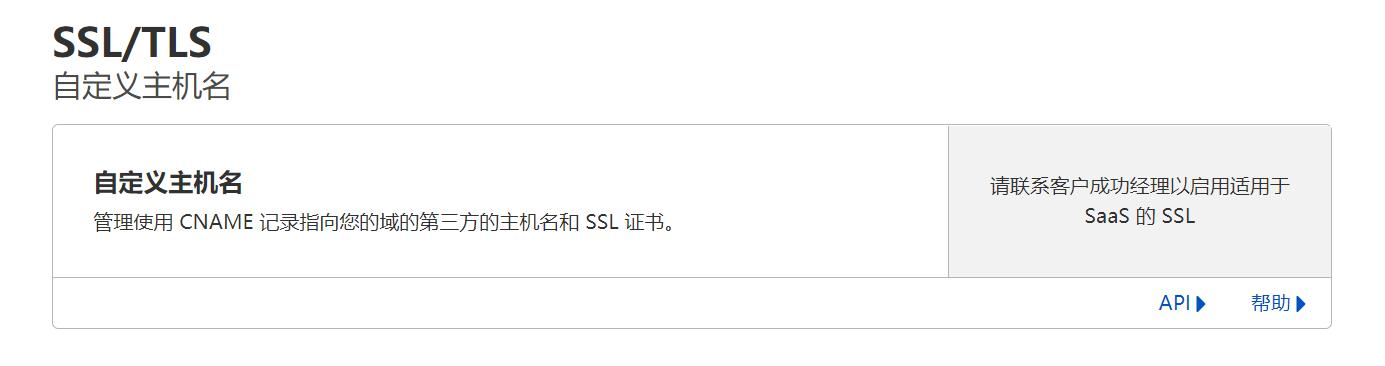 SSL/TLS
自定义主机名
自定义主机名
管理使用 CNAME 记录指向您的域的第三方的主机名和 SSL 证书。
请联系客户成功经理以启用适用于
SaaS 的 SSL
API
帮助